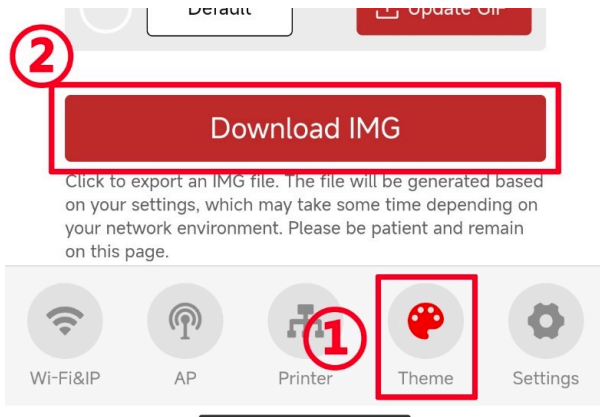 Default
Update GIF
2
Download IMG
Click to export an IMG file. The file will be generated based
on your settings, which may take some time depending on
your network environment. Please be patient and remain
on this page.
1
Wi-Fi&IP
AP
Printer
Theme
Settings